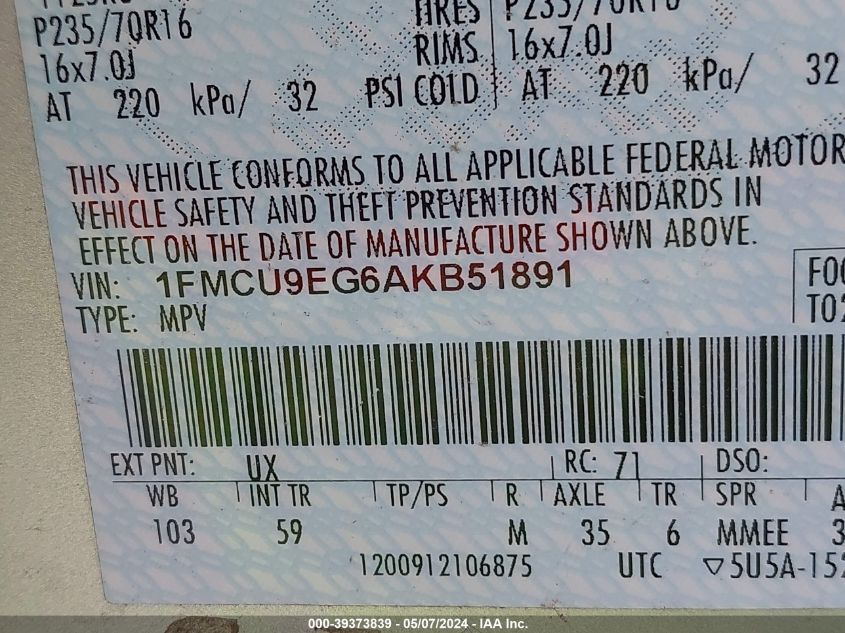 TIRES P235/70R16
P235/70R16
RIMS 16x7.0J
16x7.0J
AT 220 kPa/ 32 PSI COLD AT 220 kPa/ 32
THIS VEHICLE CONFORMS TO ALL APPLICABLE FEDERAL MOTOR
VEHICLE SAFETY AND THEFT PREVENTION STANDARDS IN
EFFECT ON THE DATE OF MANUFACTURE SHOWN ABOVE.
VIN: 1FMCU9EG6AKB51891
TYPE: MPV
EXT PNT: UX RC: 71 DSO:
WB INT TR TP/PS R AXLE TR SPR
103 59 M 35 6 MMEE 3
1200912106875 UTC ▽5U5A-152
000-39373839 - 05/07/2024 - IAA Inc.